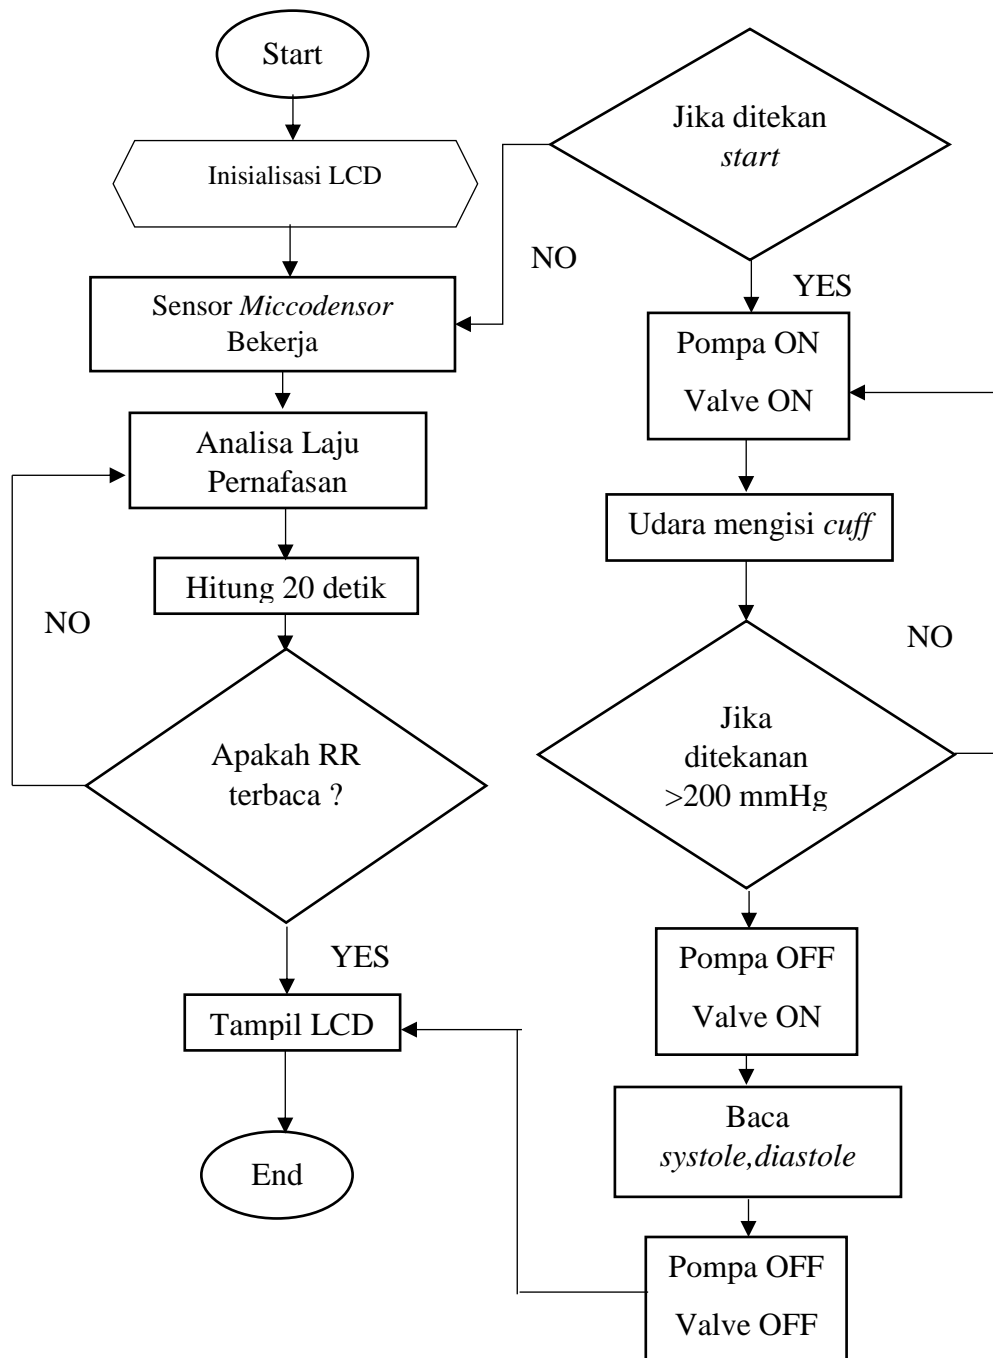 Start
Inisialisasi LCD
Sensor Miccodensor
Bekerja
Analisa Laju
Pernafasan
Hitung 20 detik
NO
Apakah RR
terbaca ?
YES
Tampil LCD
End
Jika ditekan
start
NO
YES
Pompa ON
Valve ON
Udara mengisi cuff
NO
Jika
ditekanan
>200 mmHg
Pompa OFF
Valve ON
Baca
systole,diastole
Pompa OFF
Valve OFF